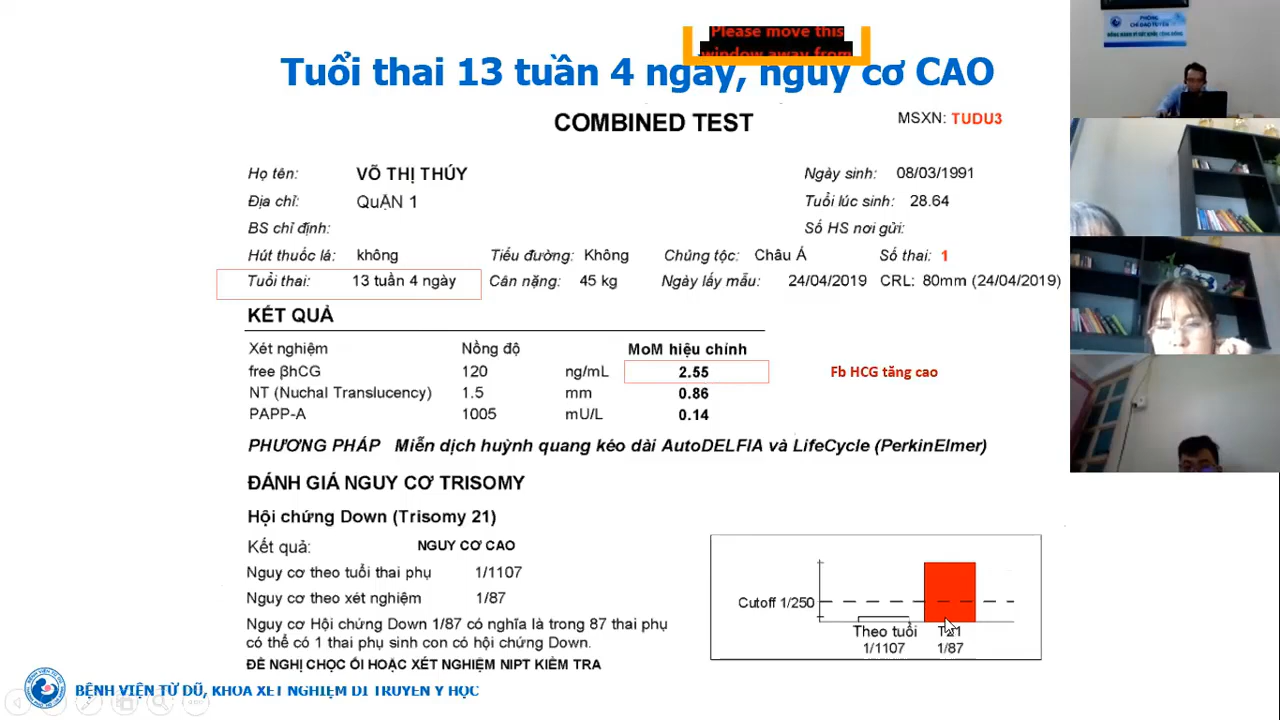 Please move this
window away from
Tuổi thai 13 tuần 4 ngày, nguy cơ CAO
COMBINED TEST
MSXN: TUDU3
Họ tên: VÕ THỊ THÚY Ngày sinh: 08/03/1991
Địa chỉ: QuẬN 1 Tuổi lúc sinh: 28.64
BS chỉ định: Số HS nơi gửi:
Hút thuốc lá: không Tiểu đường: Không Chủng tộc: Châu Á Số thai: 1
Tuổi thai: 13 tuần 4 ngày Cân nặng: 45 kg Ngày lấy mẫu: 24/04/2019 CRL: 80mm (24/04/2019)
KẾT QUẢ
Xét nghiệm Nồng độ MoM hiệu chính
free βhCG 120 ng/mL 2.55 Fb HCG tăng cao
NT (Nuchal Translucency) 1.5 mm 0.86
PAPP-A 1005 mU/L 0.14
PHƯƠNG PHÁP Miễn dịch huỳnh quang kéo dài AutoDELFIA và LifeCycle (PerkinElmer)
ĐÁNH GIÁ NGUY CƠ TRISOMY
Hội chứng Down (Trisomy 21)
Kết quả: NGUY CƠ CAO
Nguy cơ theo tuổi thai phụ 1/1107
Nguy cơ theo xét nghiệm 1/87
Nguy cơ Hội chứng Down 1/87 có nghĩa là trong 87 thai phụ
có thể có 1 thai phụ sinh con có hội chứng Down.
ĐỀ NGHỊ CHỌC ỐI HOẶC XÉT NGHIỆM NIPT KIỂM TRA
Cutoff 1/250
Theo tuổi
1/1107 1/87
BỆNH VIỆN TỪ DŨ, KHOA XÉT NGHIỆM DI TRUYỀN Y HỌC
PHÒNG
CHỈ ĐẠO TUYẾN